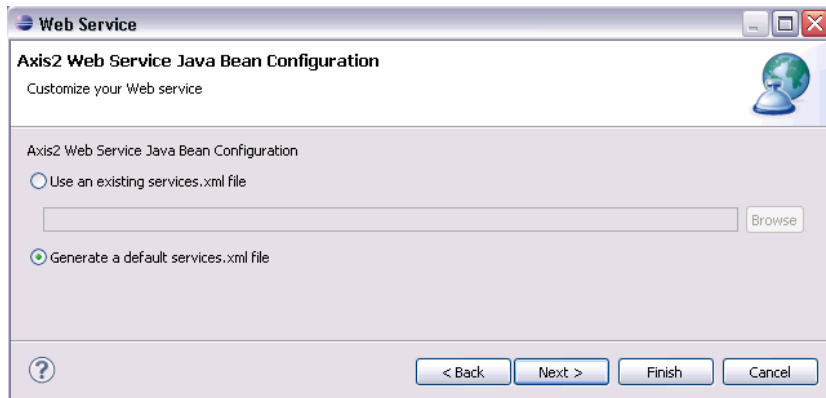 Web Service
Axis2 Web Service Java Bean Configuration
Customize your Web service
Axis2 Web Service Java Bean Configuration
Use an existing services.xml file
Browse
Generate a default services.xml file
? < Back Next > Finish Cancel